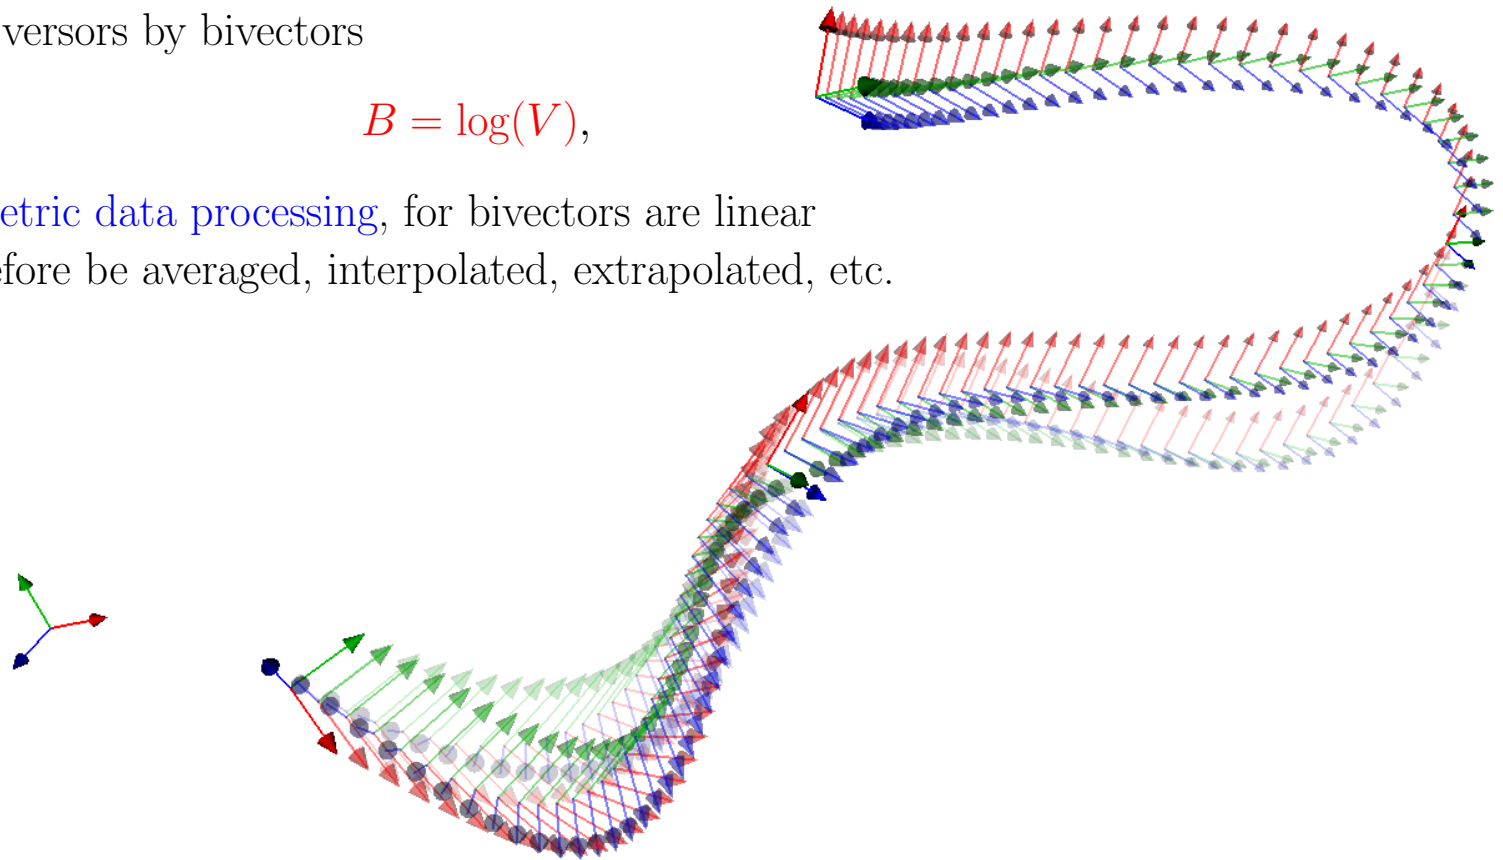 versors by bivectors
B = log(V),
etric data processing, for bivectors are linear
efore be averaged, interpolated, extrapolated, etc.